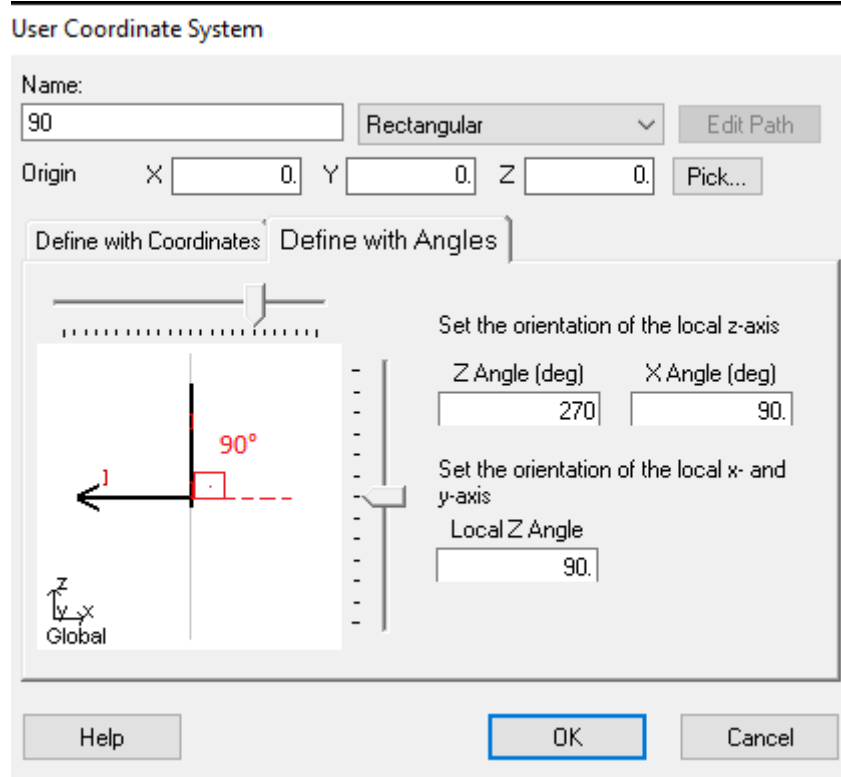 User Coordinate System
Name:
90 Rectangular Edit Path
Origin X 0. Y 0. Z 0. Pick...
Define with Coordinates Define with Angles
Set the orientation of the local z-axis
Z Angle (deg) X Angle (deg)
270 90.
90°
Set the orientation of the local x- and
y-axis
Local Z Angle
90.
z
y x
Global
Help OK Cancel